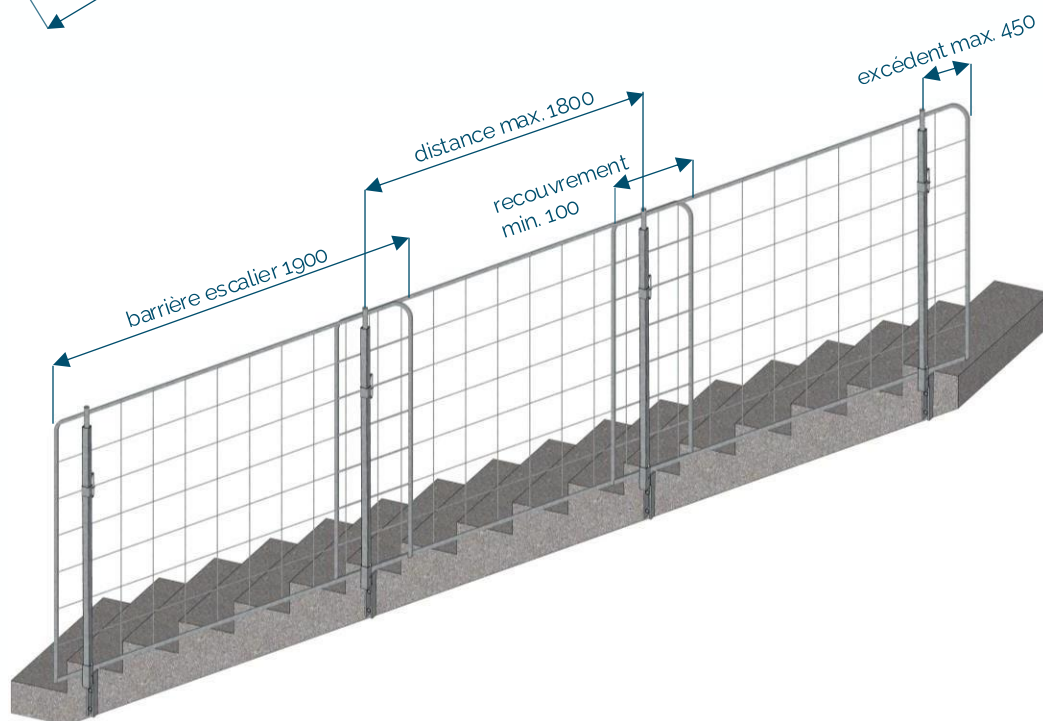 excédent max. 450
distance max. 1800
recouvrement
min. 100
barrière escalier 1900